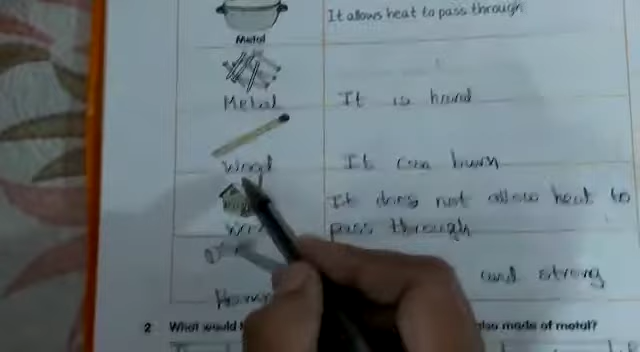 It allows heat to pass through
Metal
Metal It is hard
Wood It can burn
It does not allow heat to
pass through
and strong
2 What would
also made of metal?